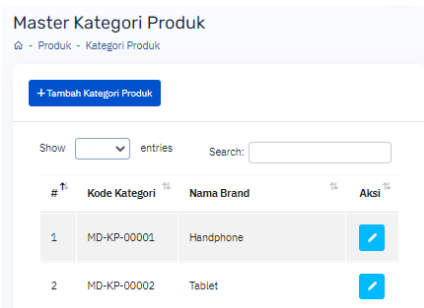 Master Kategori Produk
- Produk - Kategori Produk
+ Tambah Kategori Produk
Show entries Search:
# Kode Kategori Nama Brand Aksi
1 MD-KP-00001 Handphone
2 MD-KP-00002 Tablet